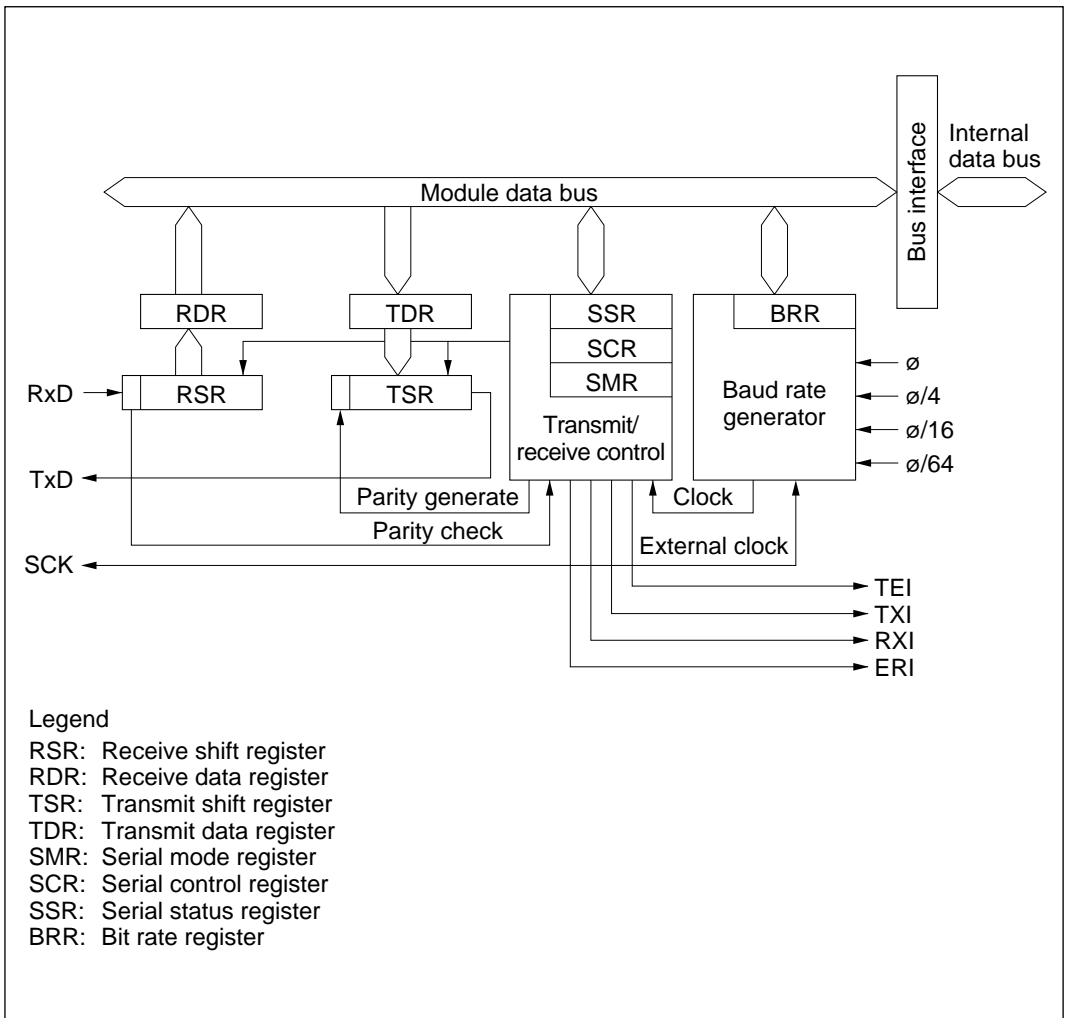 Internal
data bus
Bus interface
Module data bus
RDR
TDR
SSR
BRR
SCR
SMR
RxD
RSR
TSR
Baud rate
generator
ø
ø/4
ø/16
ø/64
Transmit/
receive control
TxD
Parity generate
Clock
Parity check
External clock
SCK
TEI
TXI
RXI
ERI
Legend
RSR: Receive shift register
RDR: Receive data register
TSR: Transmit shift register
TDR: Transmit data register
SMR: Serial mode register
SCR: Serial control register
SSR: Serial status register
BRR: Bit rate register